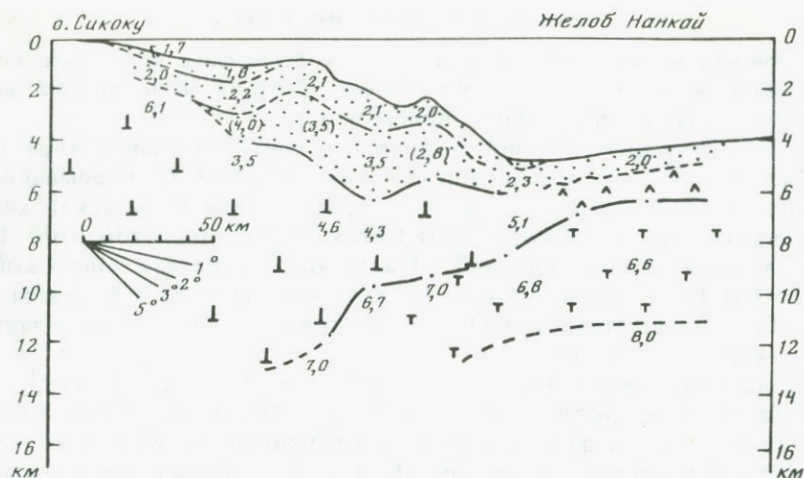 о. Сикоку Желоб Нанкай
0 0
1,7
2,0 1,8 2,1
2 2,2 2,1 2,0 2
6,1 (4,0) (3,5)
4 3,5 3,5 (2,8) 2,3 2,0 4
6 6
0 50 км 4,6 4,3 5,1
8 8
1° 6,6
2°
3° 6,7 7,0 6,8
10 5° 10
12 8,0 12
7,0
14 14
16 16
км км